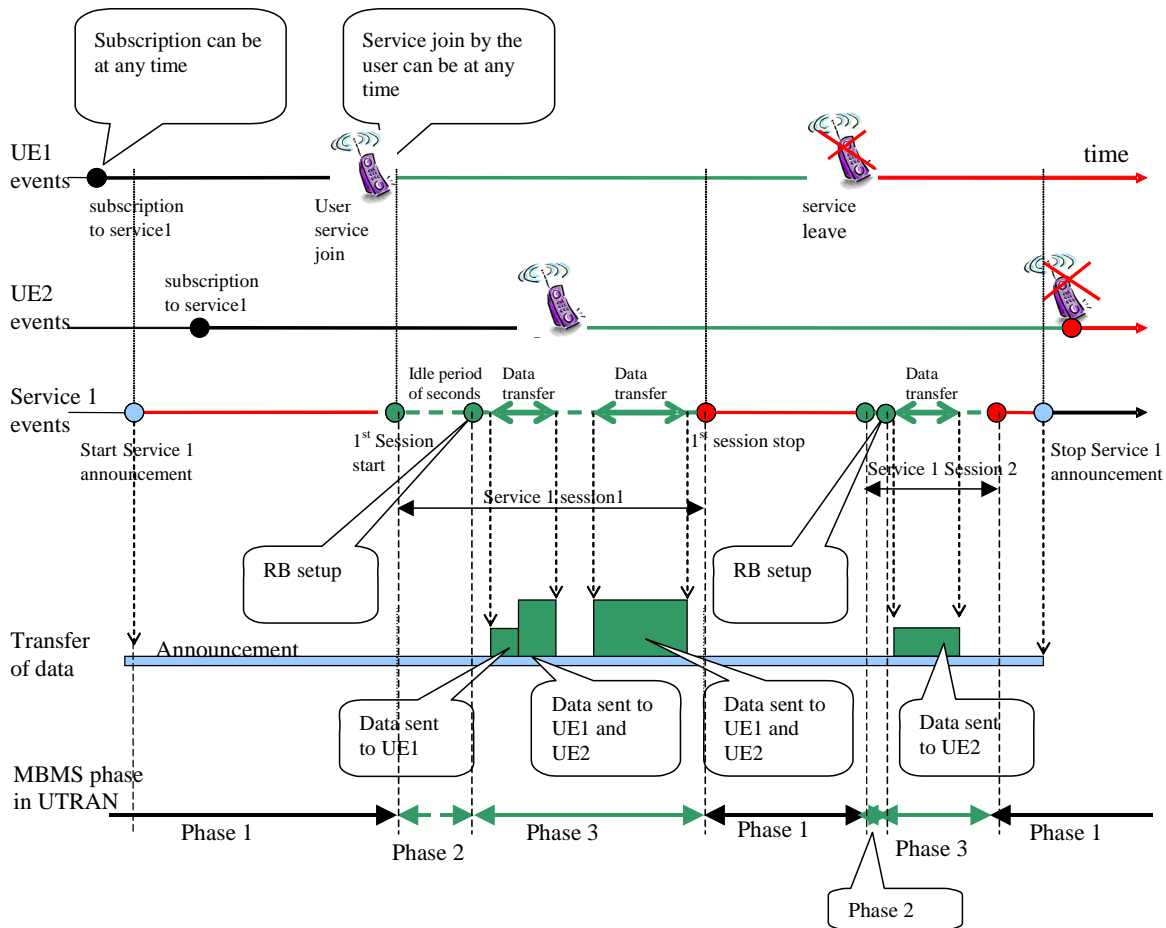 Subscription can be
at any time
Service join by the
user can be at any
time
UE1
events
time
subscription
to service1
User
service
join
service
leave
UE2
events
subscription
to service1
Service 1
events
Idle period
of seconds
Data
transfer
Data
transfer
Data
transfer
Start Service 1
announcement
1st Session
start
1st session stop
Stop Service 1
announcement
Service 1 session1
Service 1 Session 2
RB setup
RB setup
Transfer
of data
Announcement
Data sent
to UE1
Data sent to
UE1 and
UE2
Data sent to
UE1 and
UE2
Data sent
to UE2
MBMS phase
in UTRAN
Phase 1
Phase 2
Phase 3
Phase 1
Phase 3
Phase 1
Phase 2